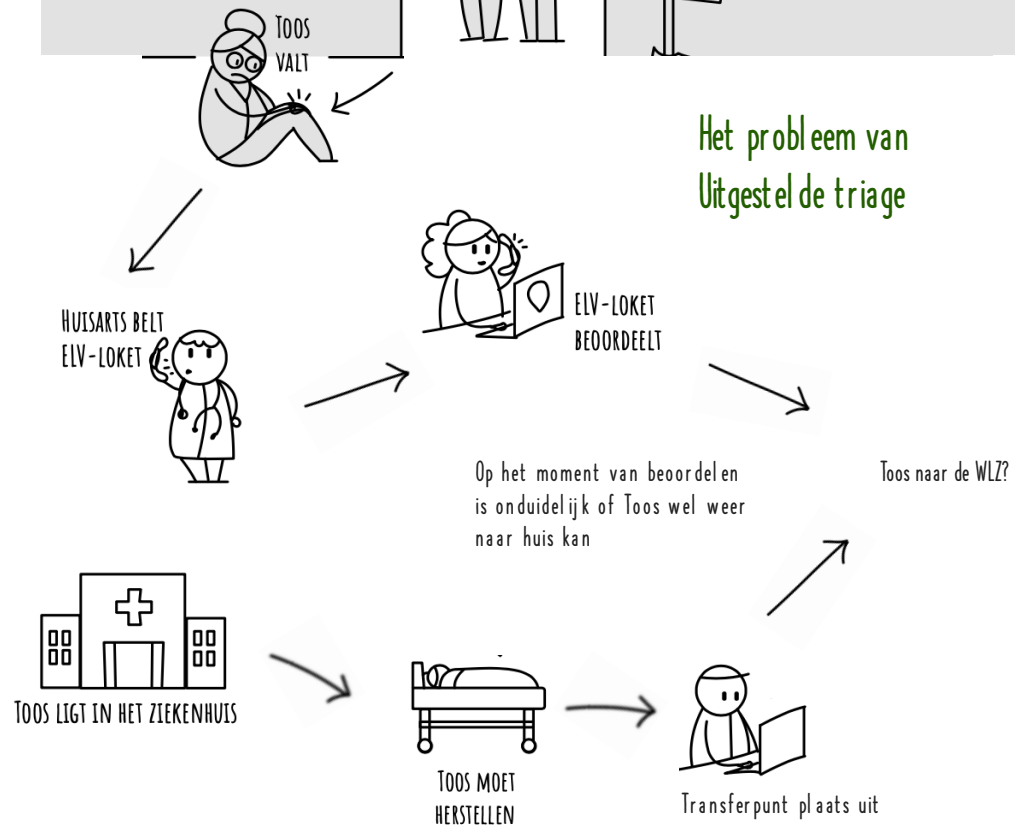 TOOS
VALT
Het probleem van
Uitgestelde triage
HUISARTS BELT
ELV-LOKET
ELV-LOKET
BEOORDEELT
Op het moment van beoordelen
is onduidelijk of Toos wel weer
naar huis kan
Toos naar de WLZ?
TOOS LIGT IN HET ZIEKENHUIS
TOOS MOET
HERSTELLEN
Transferpunt plaats uit